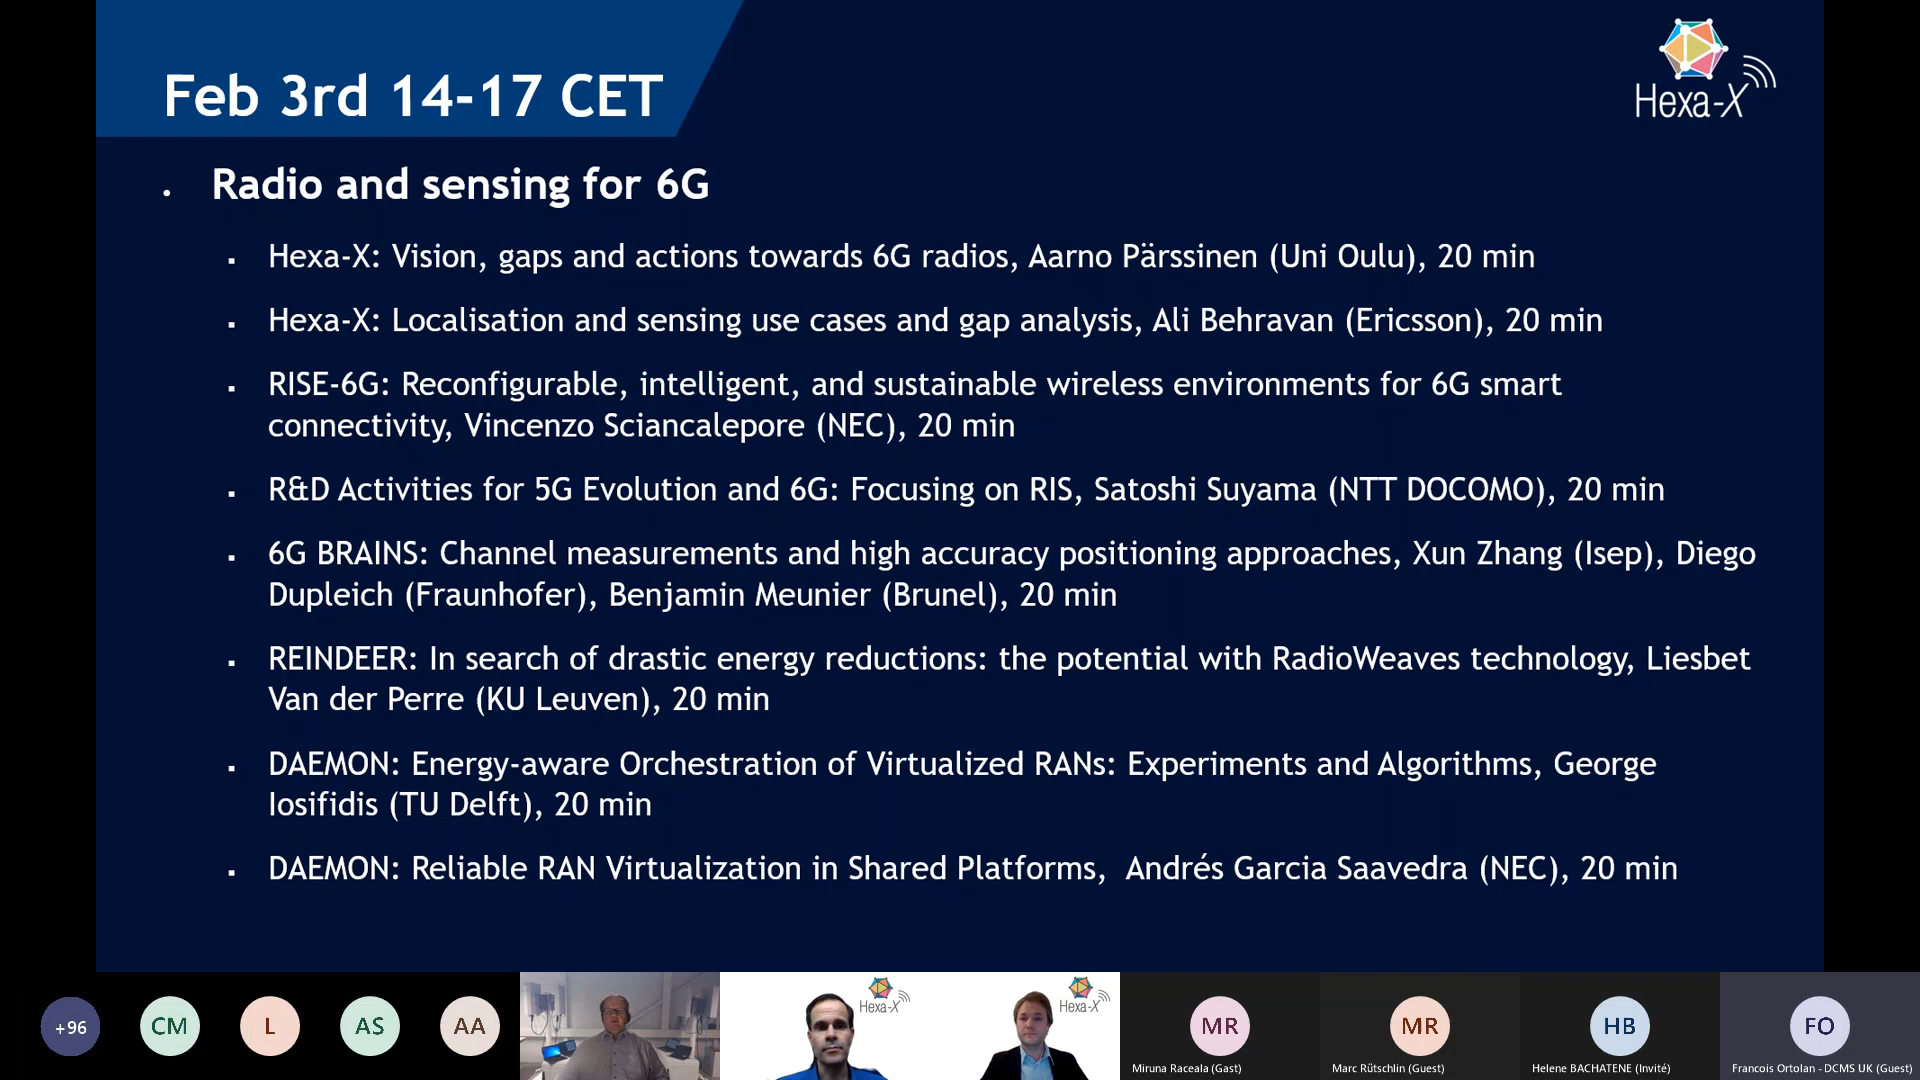 Feb 3rd 14-17 CET
Hexa-X
Radio and sensing for 6G
Hexa-X: Vision, gaps and actions towards 6G radios, Aarno Pärssinen (Uni Oulu), 20 min
Hexa-X: Localisation and sensing use cases and gap analysis, Ali Behravan (Ericsson), 20 min
RISE-6G: Reconfigurable, intelligent, and sustainable wireless environments for 6G smart
connectivity, Vincenzo Sciancalepore (NEC), 20 min
R&D Activities for 5G Evolution and 6G: Focusing on RIS, Satoshi Suyama (NTT DOCOMO), 20 min
6G BRAINS: Channel measurements and high accuracy positioning approaches, Xun Zhang (Isep), Diego
Dupleich (Fraunhofer), Benjamin Meunier (Brunel), 20 min
REINDEER: In search of drastic energy reductions: the potential with RadioWeaves technology, Liesbet
Van der Perre (KU Leuven), 20 min
DAEMON: Energy-aware Orchestration of Virtualized RANs: Experiments and Algorithms, George
Iosifidis (TU Delft), 20 min
DAEMON: Reliable RAN Virtualization in Shared Platforms, Andrés Garcia Saavedra (NEC), 20 min
+96
CM
L
AS
AA
Hexa-X
Hexa-X
MR
Miruna Raceala (Gast)
MR
Marc Rütschlin (Guest)
HB
Helene BACHATENE (Invité)
FO
Francois Ortolan - DCMS UK (Guest)